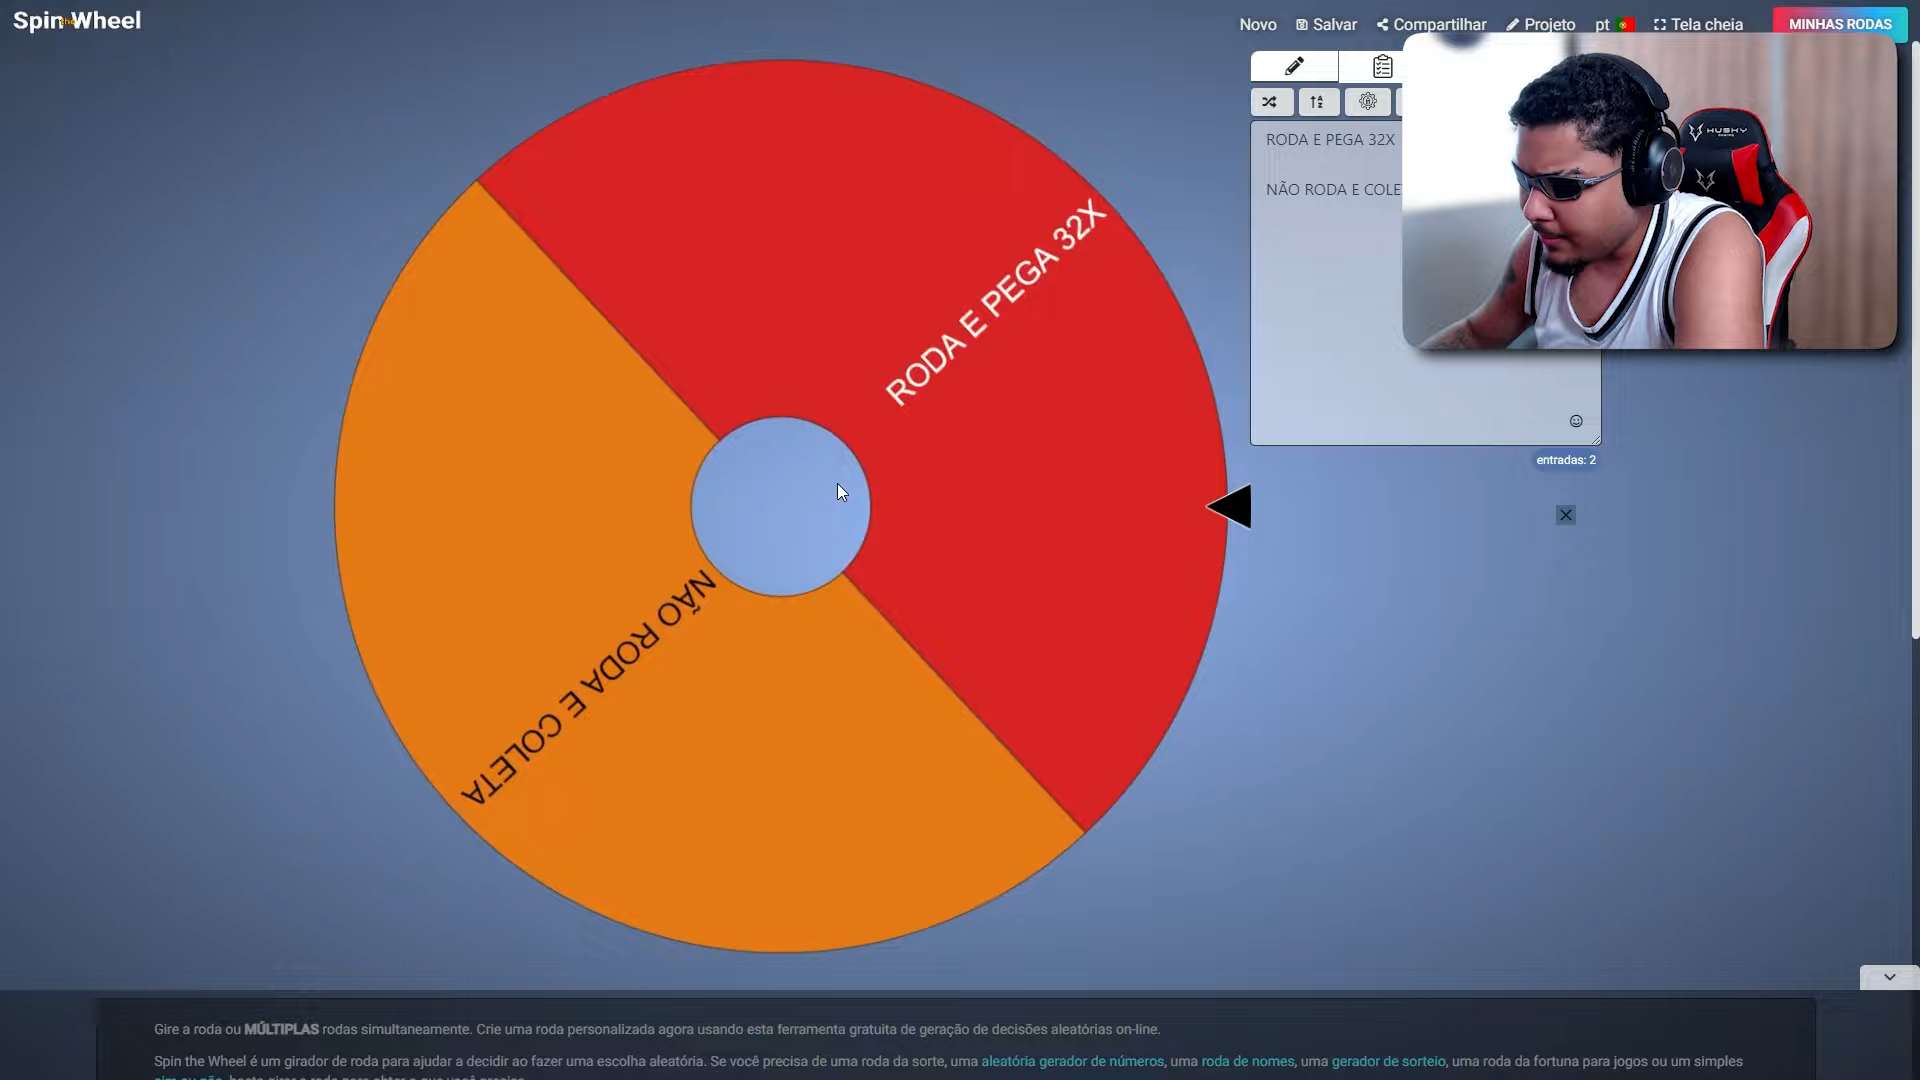 Spin the Wheel
Novo
Salvar
Compartilhar
Projeto
pt
Tela cheia
MINHAS RODAS
RODA E PEGA 32X
NÃO RODA E COLE
HUSKY
RODA E PEGA 32X
NÃO RODA E COLETA
entradas: 2
Gire a roda ou MÚLTIPLAS rodas simultaneamente. Crie uma roda personalizada agora usando esta ferramenta gratuita de geração de decisões aleatórias on-line.
Spin the Wheel é um girador de roda para ajudar a decidir ao fazer uma escolha aleatória. Se você precisa de uma roda da sorte, uma aleatória gerador de números, uma roda de nomes, uma gerador de sorteio, uma roda da fortuna para jogos ou um simples